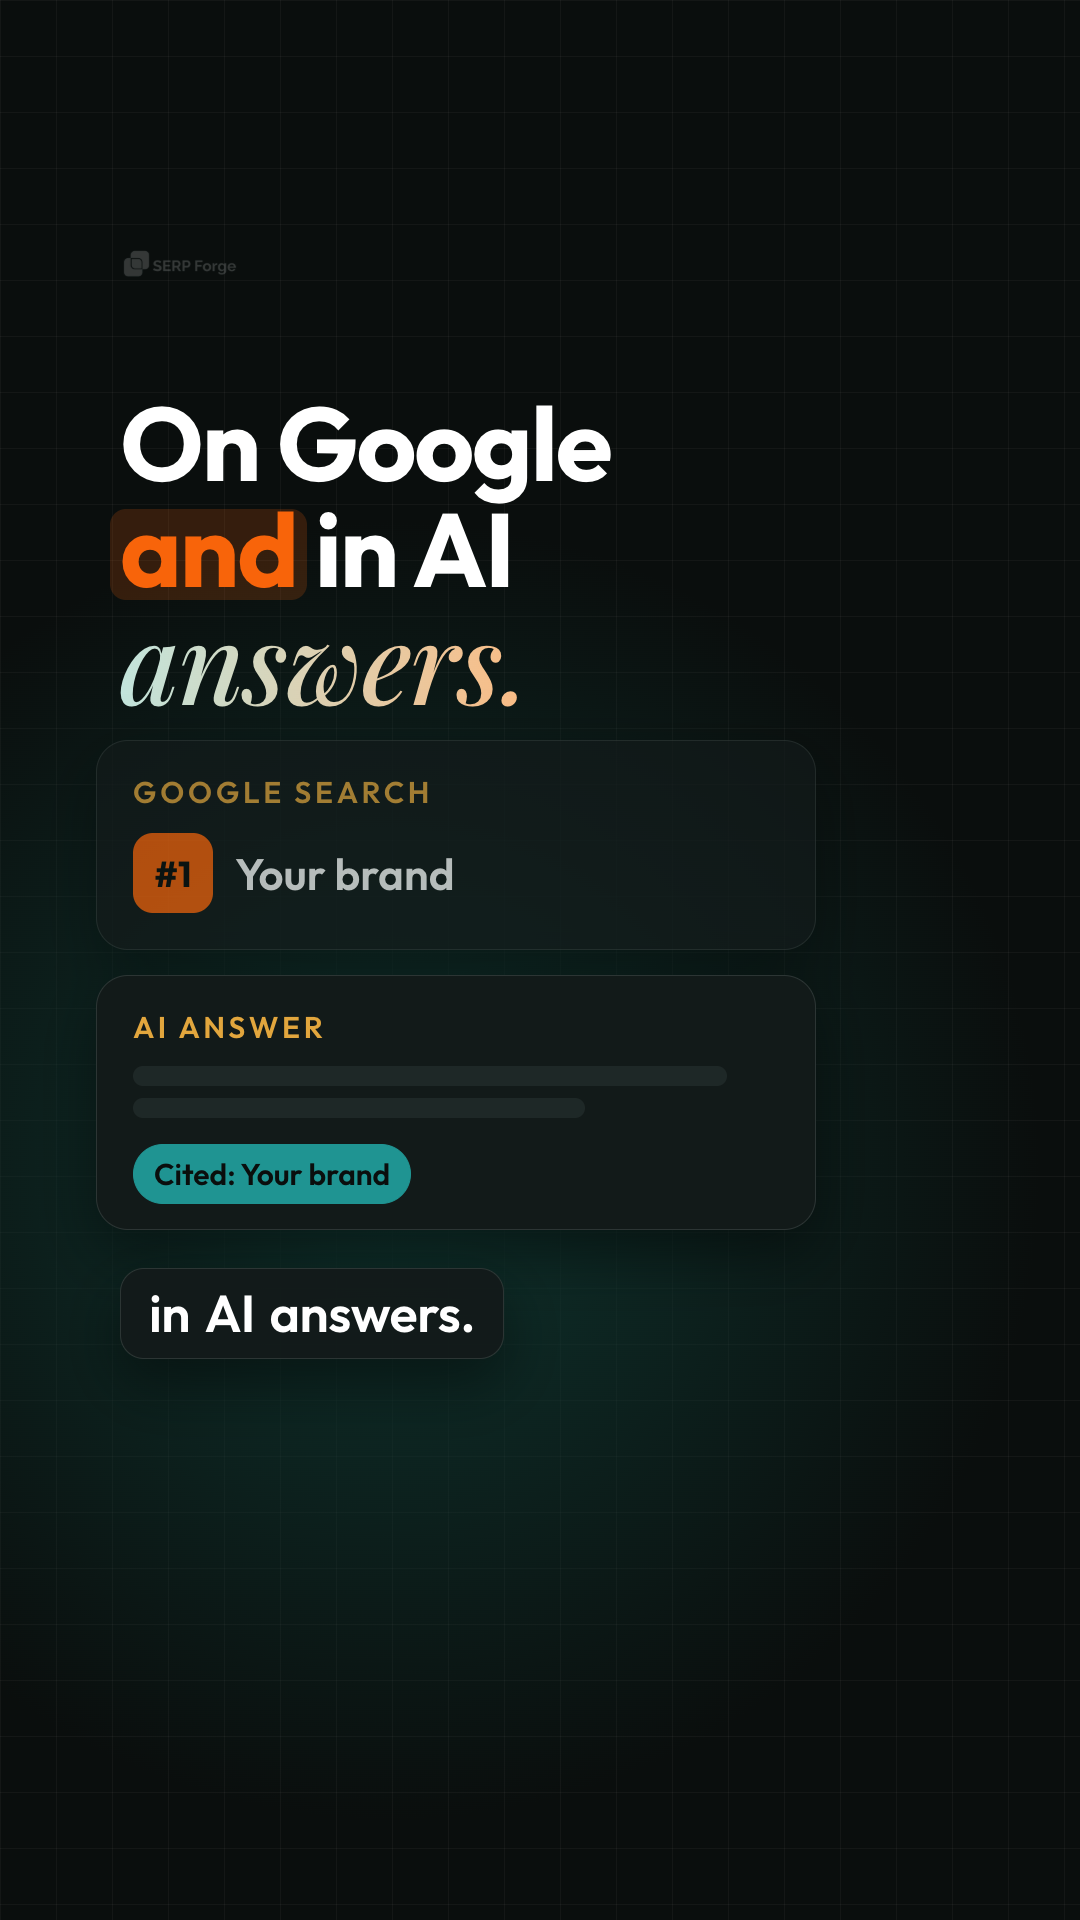 SERP Forge
On Google
and in AI
answers.
GOOGLE SEARCH
#1 Your brand
AI ANSWER
Cited: Your brand
in AI answers.